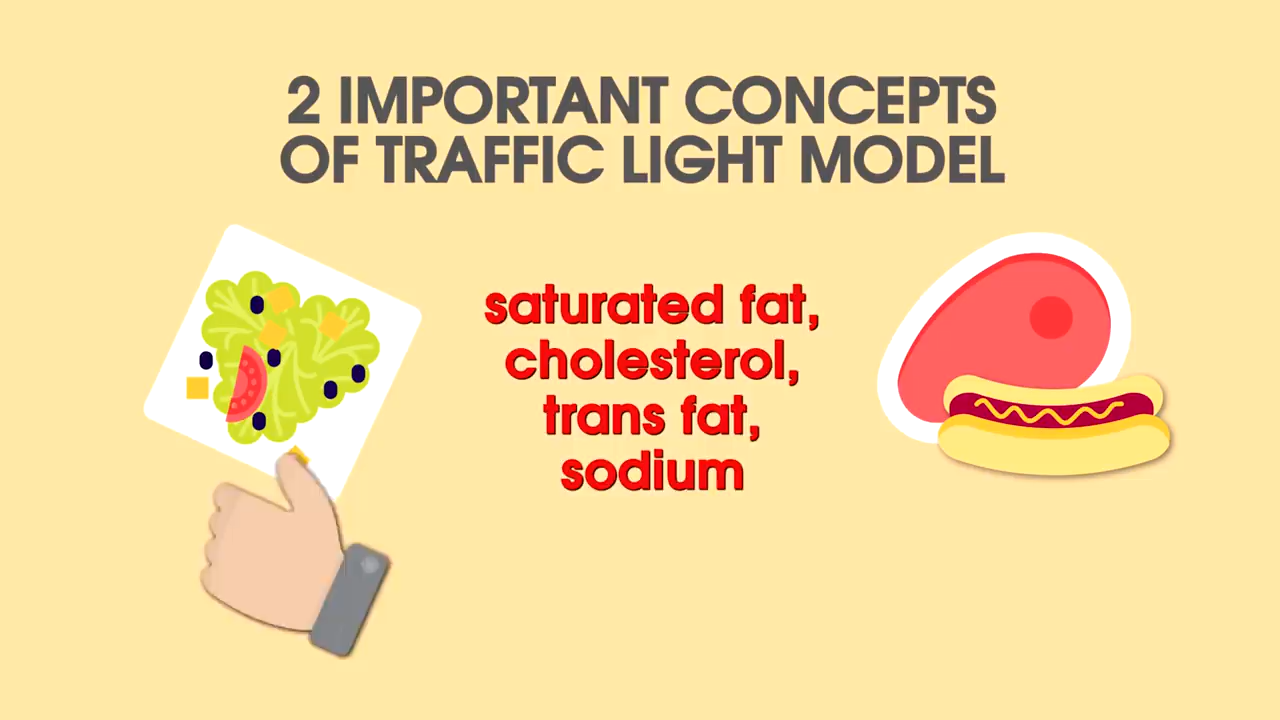 2 IMPORTANT CONCEPTS
OF TRAFFIC LIGHT MODEL
saturated fat,
cholesterol,
trans fat,
sodium